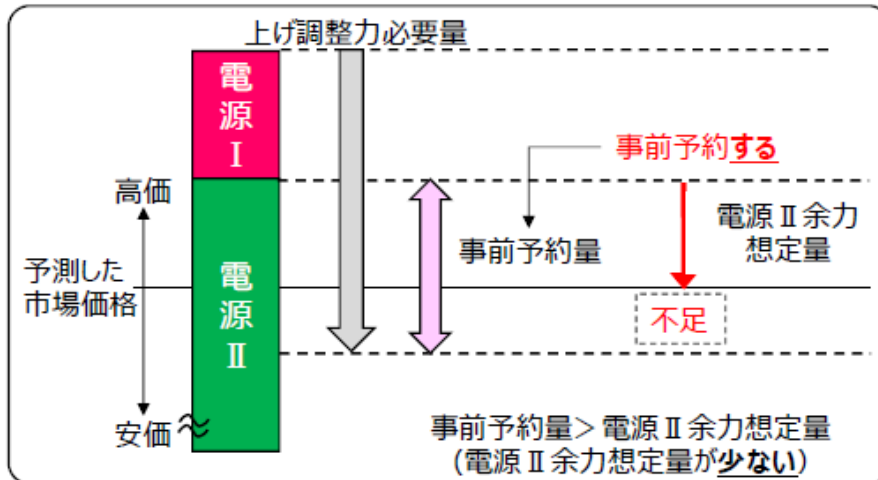 上げ調整力必要量
電源Ⅰ
事前予約する
高価
電源Ⅱ余力
想定量
事前予約量
予測した
市場価格
電源Ⅱ
不足
安価
事前予約量＞電源Ⅱ余力想定量
(電源Ⅱ余力想定量が少ない)